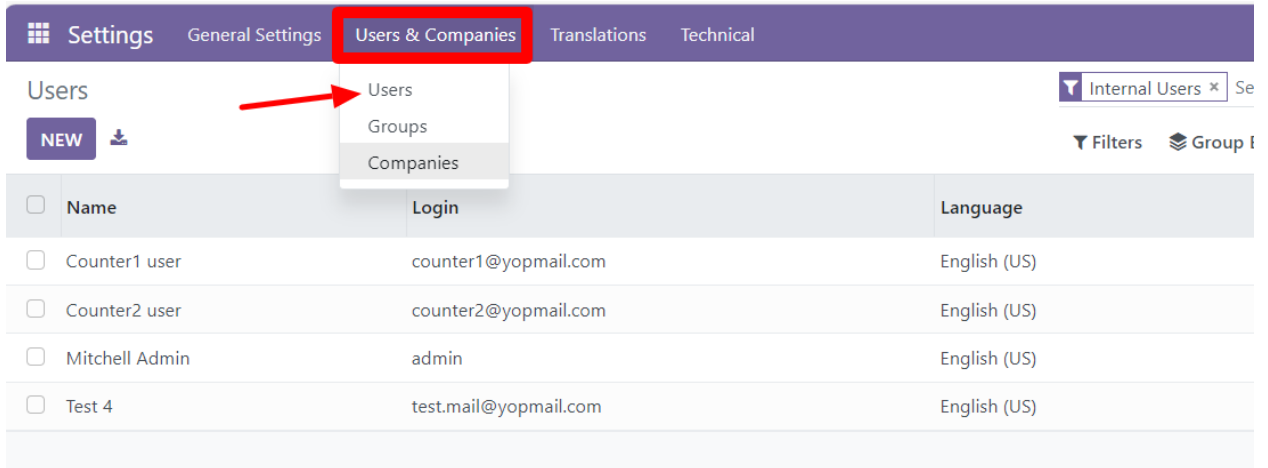 Settings General Settings Users & Companies Translations Technical
Users
Users
Groups
Companies
Internal Users × Se
NEW
Filters Group
Name Login Language
Counter1 user counter1@yopmail.com English (US)
Counter2 user counter2@yopmail.com English (US)
Mitchell Admin admin English (US)
Test 4 test.mail@yopmail.com English (US)